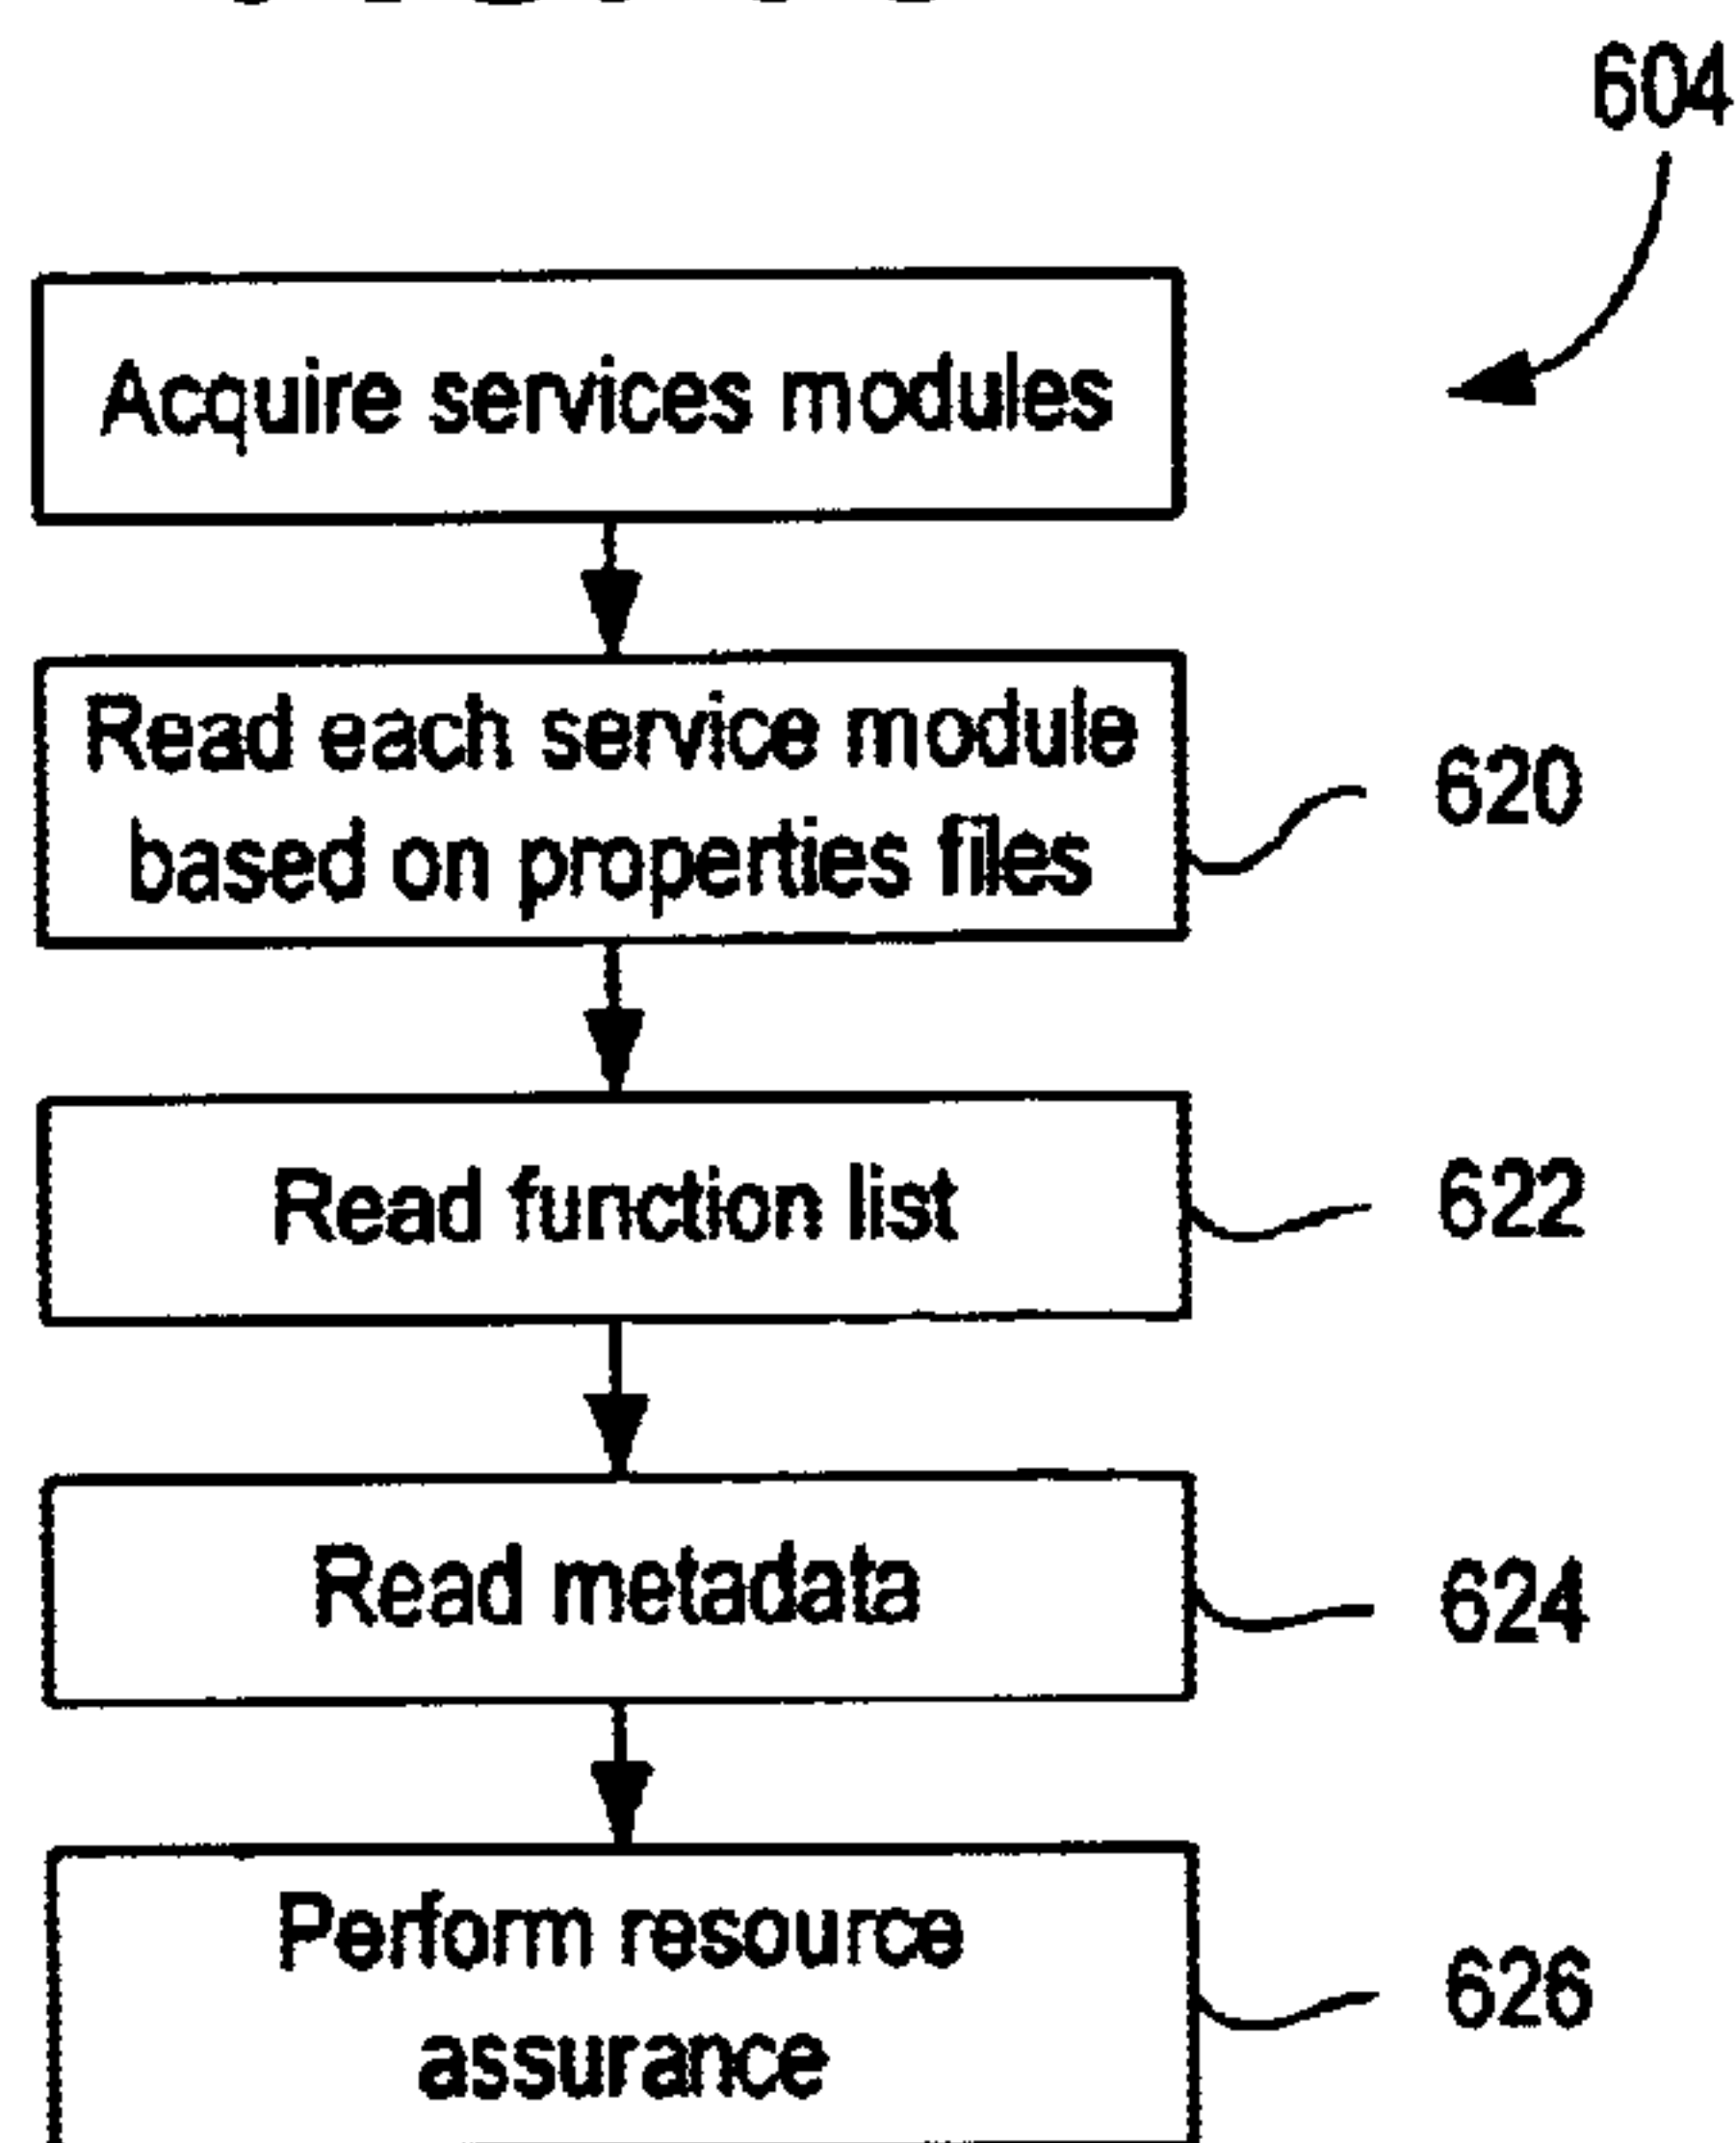 604
Acquire services modules
Read each service module
based on properties files
620
Read function list
622
Read metadata
624
Perform resource
assurance
626